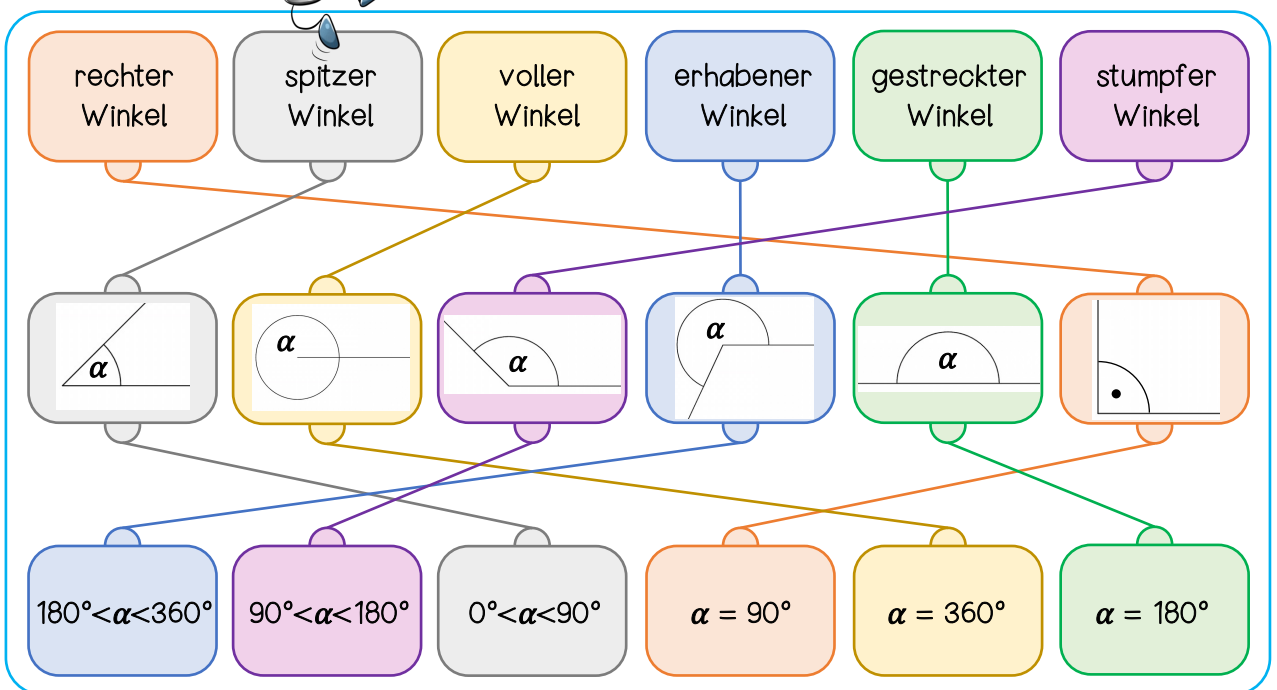 rechter
Winkel
spitzer
Winkel
voller
Winkel
erhabener
Winkel
gestreckter
Winkel
stumpfer
Winkel
α
α
α
α
α
180°<α<360°
90°<α<180°
0°<α<90°
α = 90°
α = 360°
α = 180°